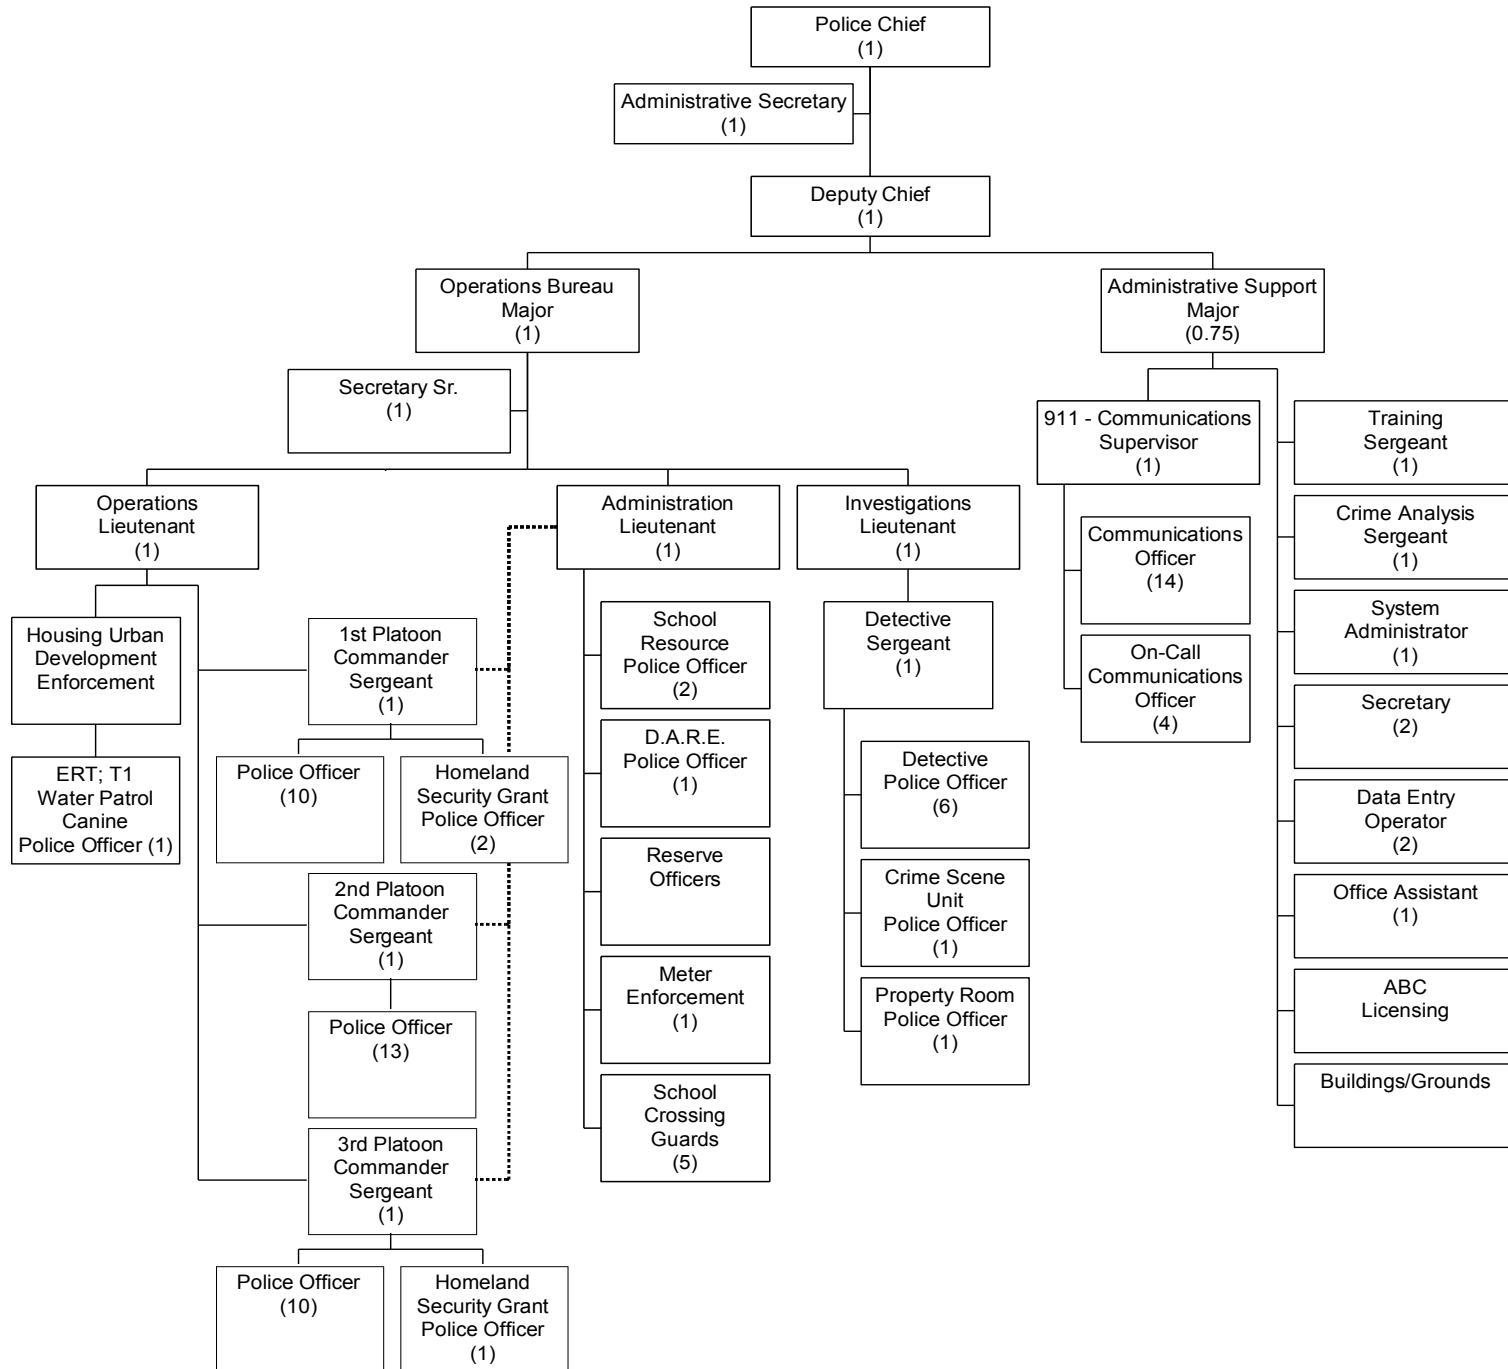 Police Chief
(1)
Administrative Secretary
(1)
Deputy Chief
(1)
Operations Bureau
Major
(1)
Administrative Support
Major
(0.75)
Secretary Sr.
(1)
Operations
Lieutenant
(1)
Housing Urban
Development
Enforcement
ERT; T1
Water Patrol
Canine
Police Officer (1)
1st Platoon
Commander
Sergeant
(1)
Police Officer
(10)
Homeland
Security Grant
Police Officer
(2)
2nd Platoon
Commander
Sergeant
(1)
Police Officer
(13)
3rd Platoon
Commander
Sergeant
(1)
Police Officer
(10)
Homeland
Security Grant
Police Officer
(1)
Administration
Lieutenant
(1)
School
Resource
Police Officer
(2)
D.A.R.E.
Police Officer
(1)
Reserve
Officers
Meter
Enforcement
(1)
School
Crossing
Guards
(5)
Investigations
Lieutenant
(1)
Detective
Sergeant
(1)
Detective
Police Officer
(6)
Crime Scene
Unit
Police Officer
(1)
Property Room
Police Officer
(1)
911 - Communications
Supervisor
(1)
Communications
Officer
(14)
On-Call
Communications
Officer
(4)
Training
Sergeant
(1)
Crime Analysis
Sergeant
(1)
System
Administrator
(1)
Secretary
(2)
Data Entry
Operator
(2)
Office Assistant
(1)
ABC
Licensing
Buildings/Grounds